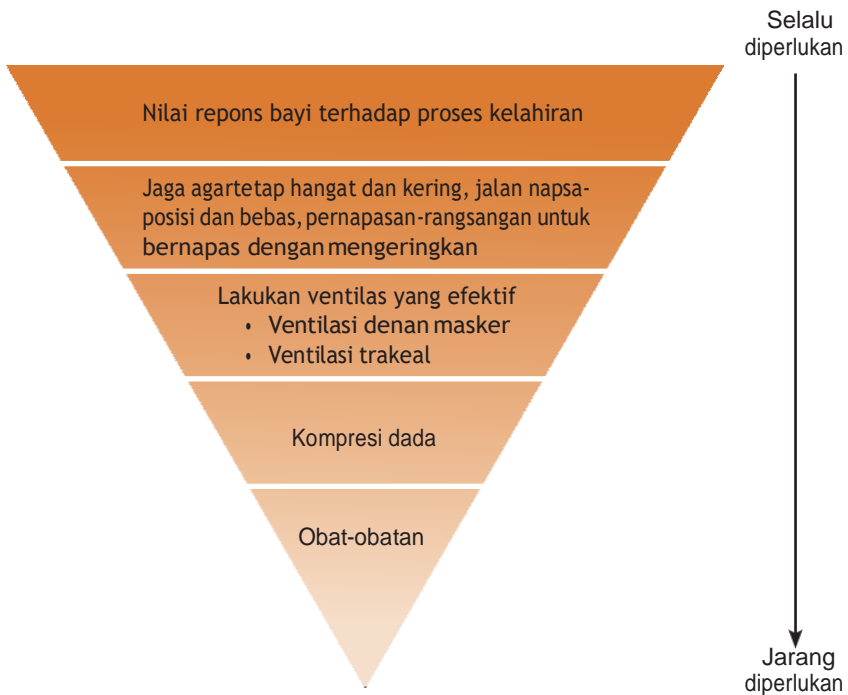 Selalu
diperlukan
Nilai repons bayi terhadap proses kelahiran
Jaga agartetap hangat dan kering, jalan napsa-
posisi dan bebas, pernapasan-rangsangan untuk
bernapas dengan mengeringkan
Lakukan ventilas yang efektif
• Ventilasi denan masker
• Ventilasi trakeal
Kompresi dada
Obat-obatan
Jarang
diperlukan